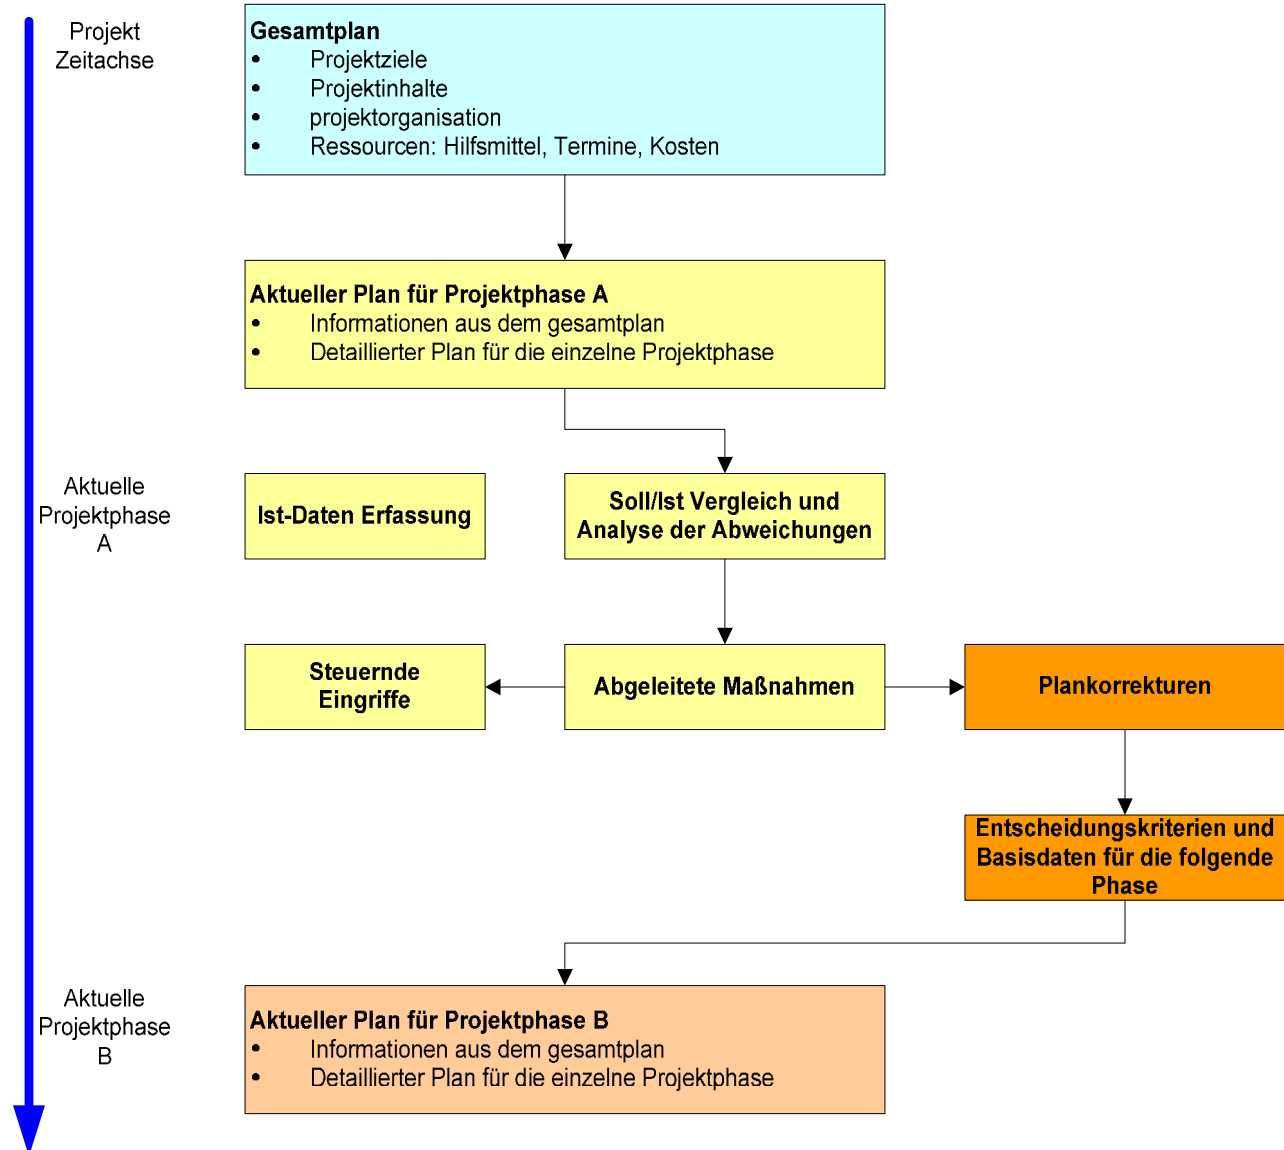 Projekt
Zeitachse
Gesamtplan
• Projektziele
• Projektinhalte
• projektorganisation
• Ressourcen: Hilfsmittel, Termine, Kosten
Aktueller Plan für Projektphase A
• Informationen aus dem gesamtplan
• Detaillierter Plan für die einzelne Projektphase
Aktuelle
Projektphase
A
Ist-Daten Erfassung
Soll/Ist Vergleich und
Analyse der Abweichungen
Steuernde
Eingriffe
Abgeleitete Maßnahmen
Plankorrekturen
Entscheidungskriterien und
Basisdaten für die folgende
Phase
Aktuelle
Projektphase
B
Aktueller Plan für Projektphase B
• Informationen aus dem gesamtplan
• Detaillierter Plan für die einzelne Projektphase